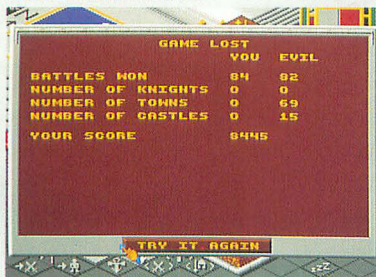 GAME LOST
YOU EVIL
BATTLES WON 84 82
NUMBER OF KNIGHTS 0 0
NUMBER OF TOWNS 0 69
NUMBER OF CASTLES 0 15
YOUR SCORE 8445
TRY IT AGAIN
zZZ